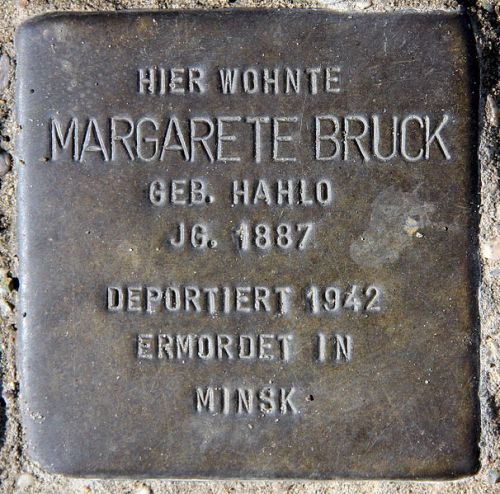 HIER WOHNTE
MARGARETE BRUCK
GEB. HAHLO
JG. 1887
DEPORTIERT 1942
ERMORDET IN
MINSK